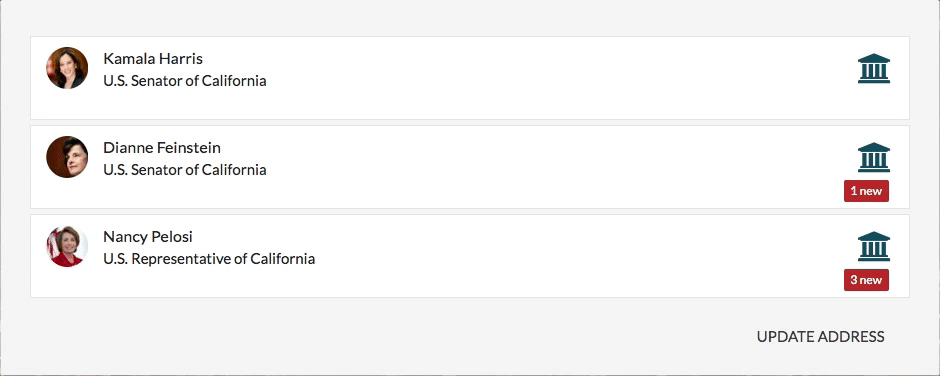 Kamala Harris
U.S. Senator of California
Dianne Feinstein
U.S. Senator of California
1 new
Nancy Pelosi
U.S. Representative of California
3 new
UPDATE ADDRESS